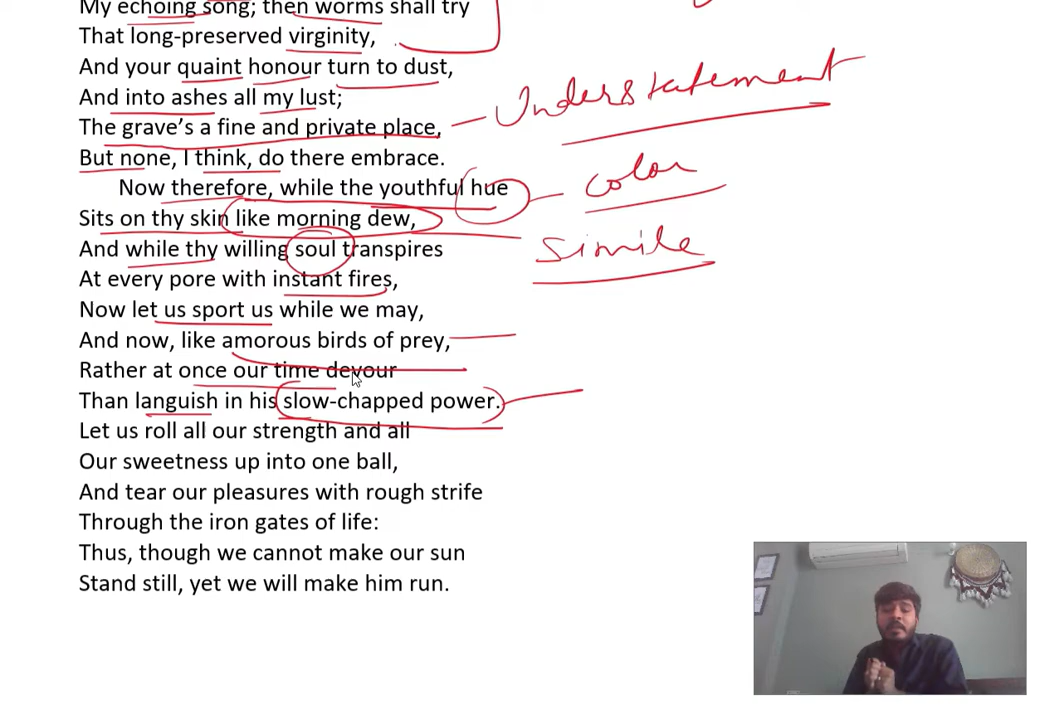 My echoing song; then worms shall try
That long-preserved virginity,
And your quaint honour turn to dust,
And into ashes all my lust;
The grave's a fine and private place,
Understatement
But none, I think, do there embrace.
Now therefore, while the youthful hue
color
Sits on thy skin like morning dew,
And while thy willing soul transpires
Simile
At every pore with instant fires,
Now let us sport us while we may,
And now, like amorous birds of prey,
Rather at once our time devour
Than languish in his slow-chapped power.
Let us roll all our strength and all
Our sweetness up into one ball,
And tear our pleasures with rough strife
Through the iron gates of life:
Thus, though we cannot make our sun
Stand still, yet we will make him run.